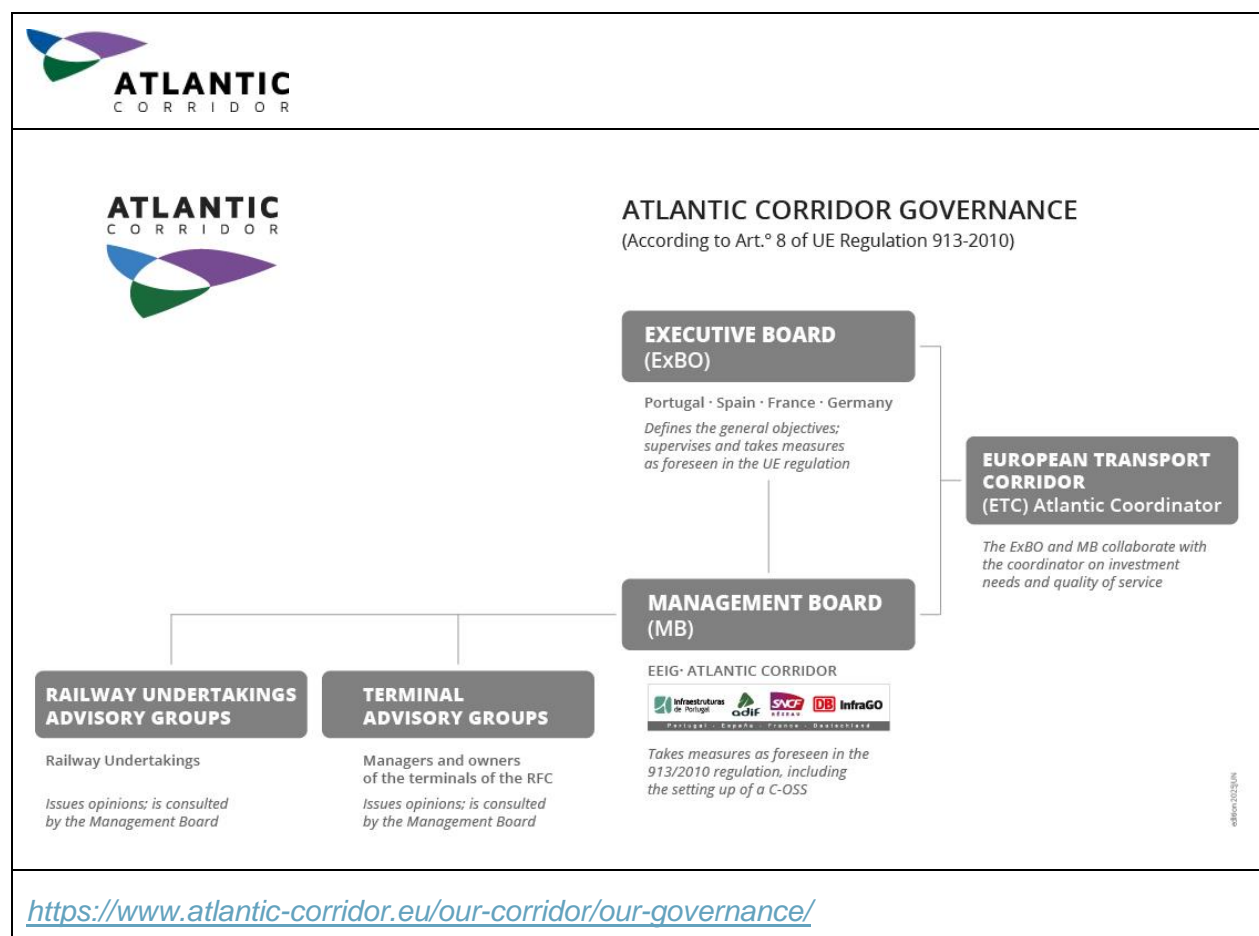 ATLANTIC
CORRIDOR
ATLANTIC
CORRIDOR
ATLANTIC CORRIDOR GOVERNANCE
(According to Art.º 8 of UE Regulation 913-2010)
EXECUTIVE BOARD
(ExBO)
Portugal · Spain · France · Germany
Defines the general objectives;
supervises and takes measures
as foreseen in the UE regulation
EUROPEAN TRANSPORT
CORRIDOR
(ETC) Atlantic Coordinator
The ExBO and MB collaborate with
the coordinator on investment
needs and quality of service
MANAGEMENT BOARD
(MB)
EEIG· ATLANTIC CORRIDOR
Infraestruturas
de Portugal
adif
SNCF
RÉSEAU
DB InfraGO
Portugal · España · France · Deutschland
Takes measures as foreseen in the
913/2010 regulation, including
the setting up of a C-OSS
RAILWAY UNDERTAKINGS
ADVISORY GROUPS
Railway Undertakings
Issues opinions; is consulted
by the Management Board
TERMINAL
ADVISORY GROUPS
Managers and owners
of the terminals of the RFC
Issues opinions; is consulted
by the Management Board
edition2025JUN
https://www.atlantic-corridor.eu/our-corridor/our-governance/